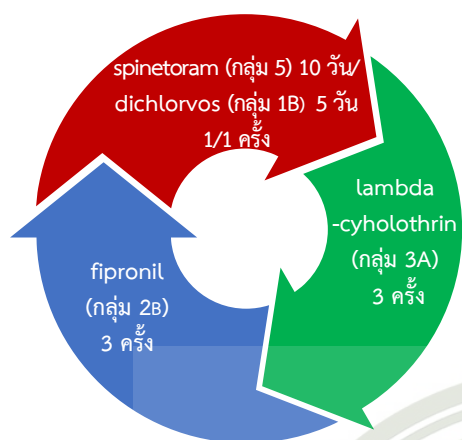 spinetoram (กลุ่ม 5) 10 วัน/
dichlorvos (กลุ่ม 1B) 5 วัน
1/1 ครั้ง
lambda
-cyholothrin
(กลุ่ม 3A)
3 ครั้ง
fipronil
(กลุ่ม 2B)
3 ครั้ง